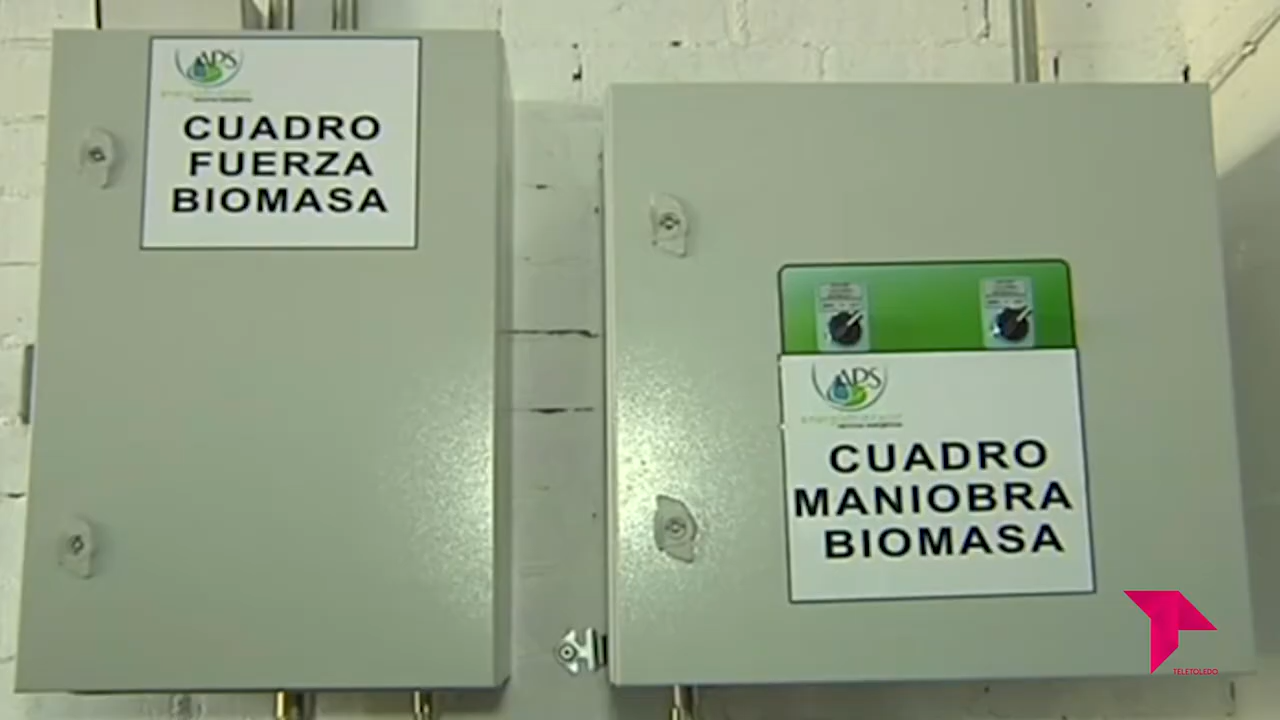 APS
CUADRO
FUERZA
BIOMASA
APS
CUADRO
MANIOBRA
BIOMASA
TELETOLEDO